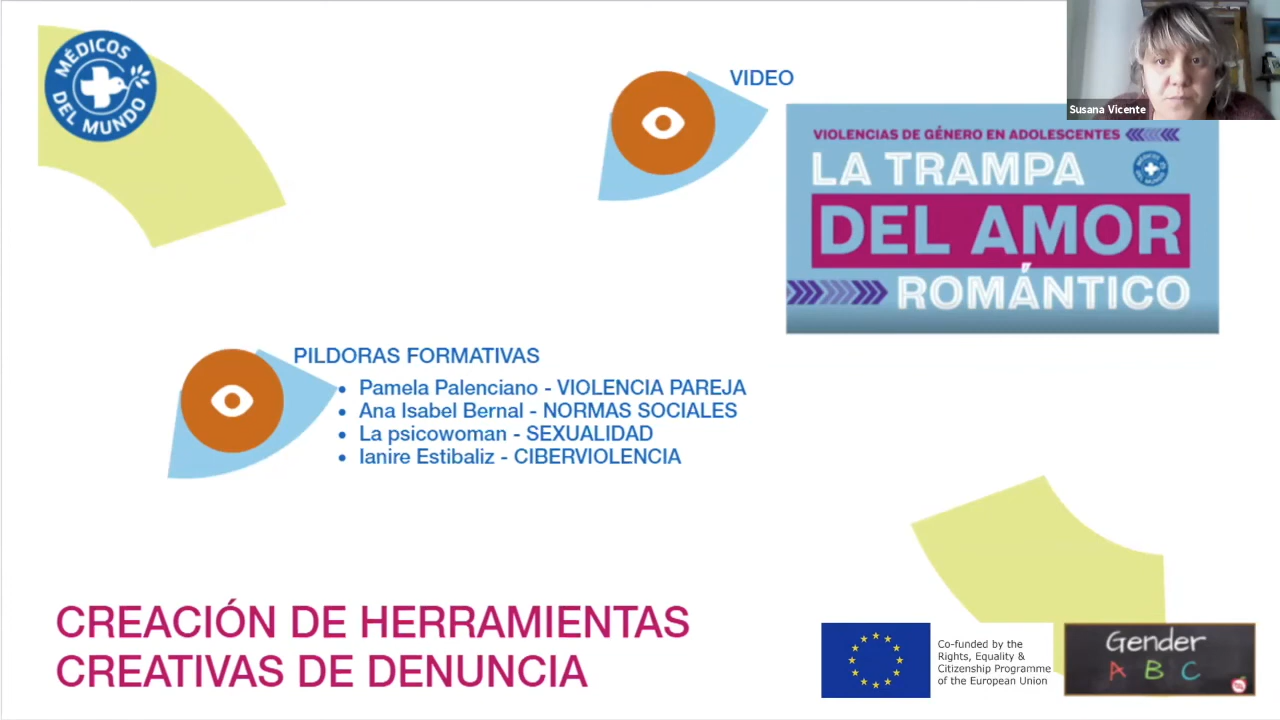 MÉDICOS
DEL MUNDO
VIDEO
Susana Vicente
VIOLENCIAS DE GÉNERO EN ADOLESCENTES
LA TRAMPA
DEL AMOR
ROMÁNTICO
PILDORAS FORMATIVAS
• Pamela Palenciano - VIOLENCIA PAREJA
• Ana Isabel Bernal - NORMAS SOCIALES
• La psicowoman - SEXUALIDAD
• Ianire Estibaliz - CIBERVIOLENCIA
CREACIÓN DE HERRAMIENTAS
CREATIVAS DE DENUNCIA
Co-funded by the
Rights, Equality &
Citizenship Programme
of the European Union
Gender
A B C